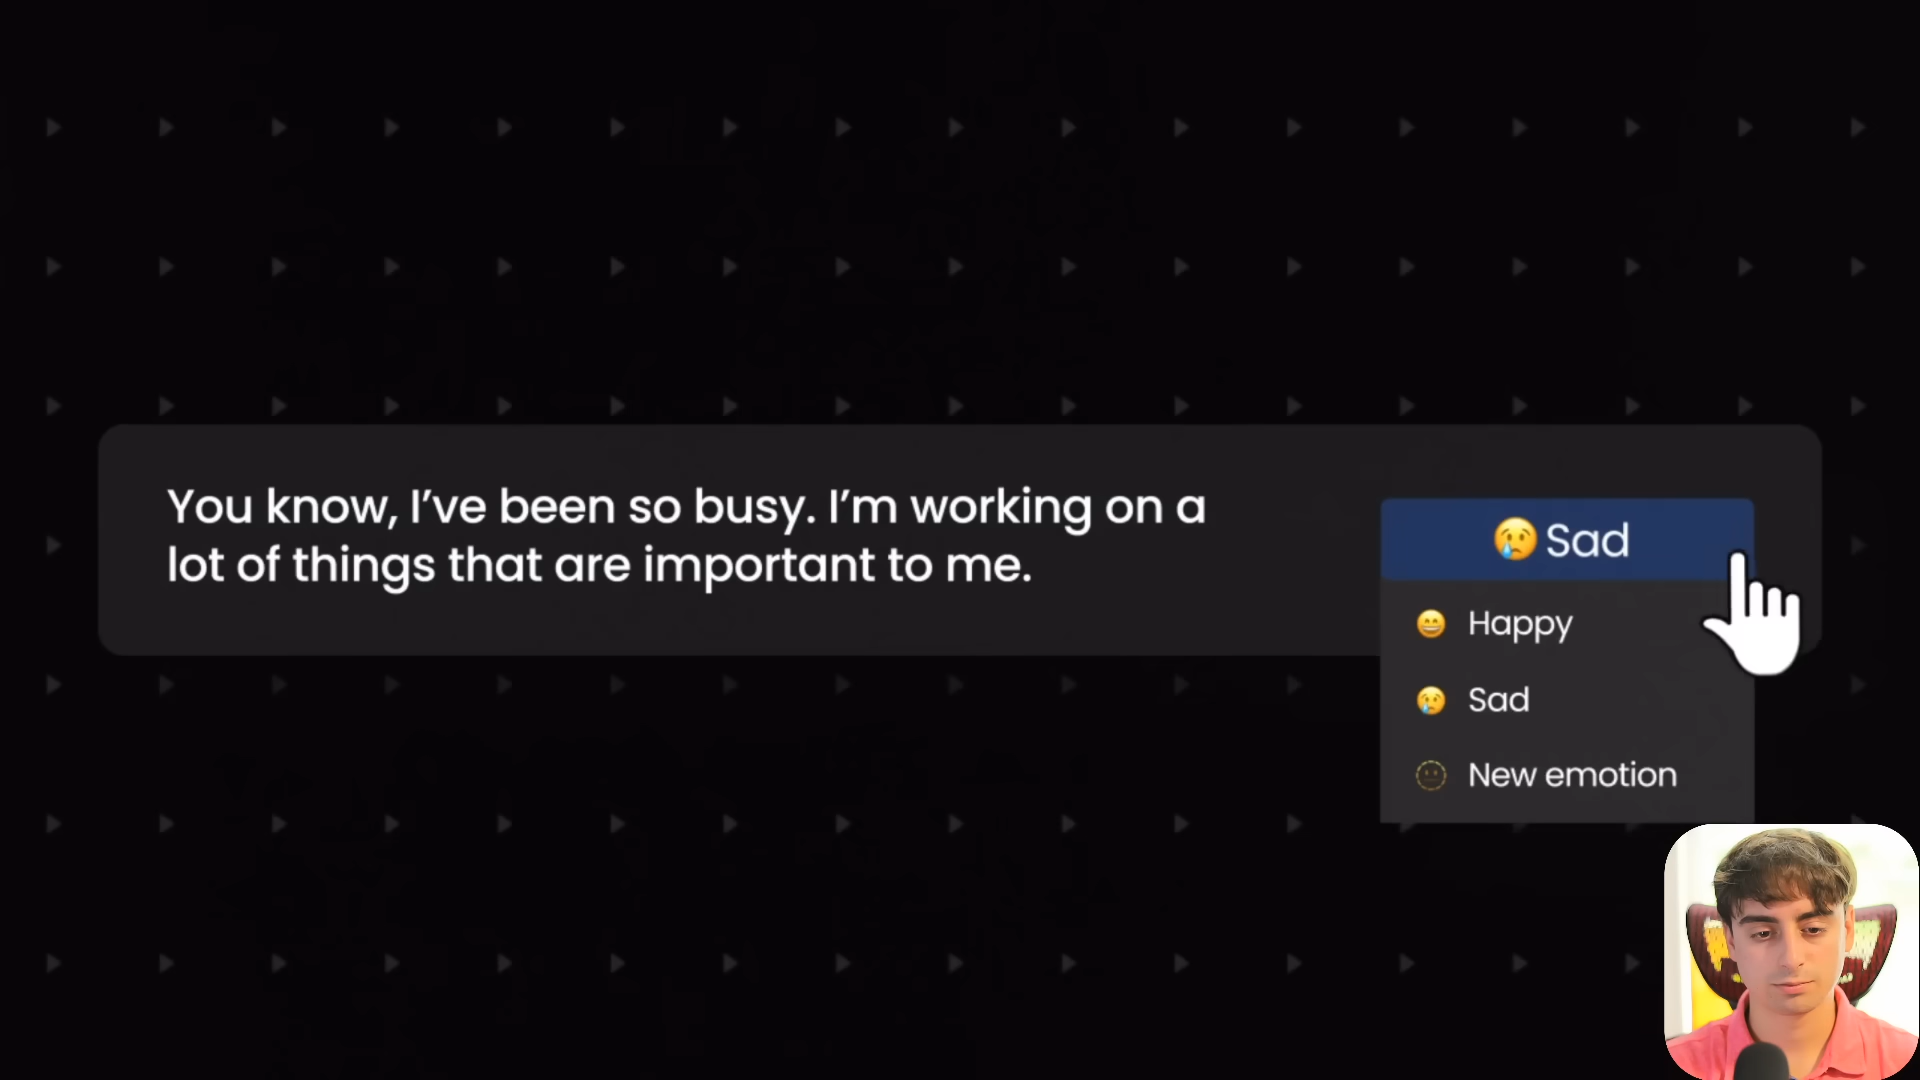 You know, I’ve been so busy. I’m working on a
lot of things that are important to me.
😢 Sad
😄 Happy
😢 Sad
New emotion